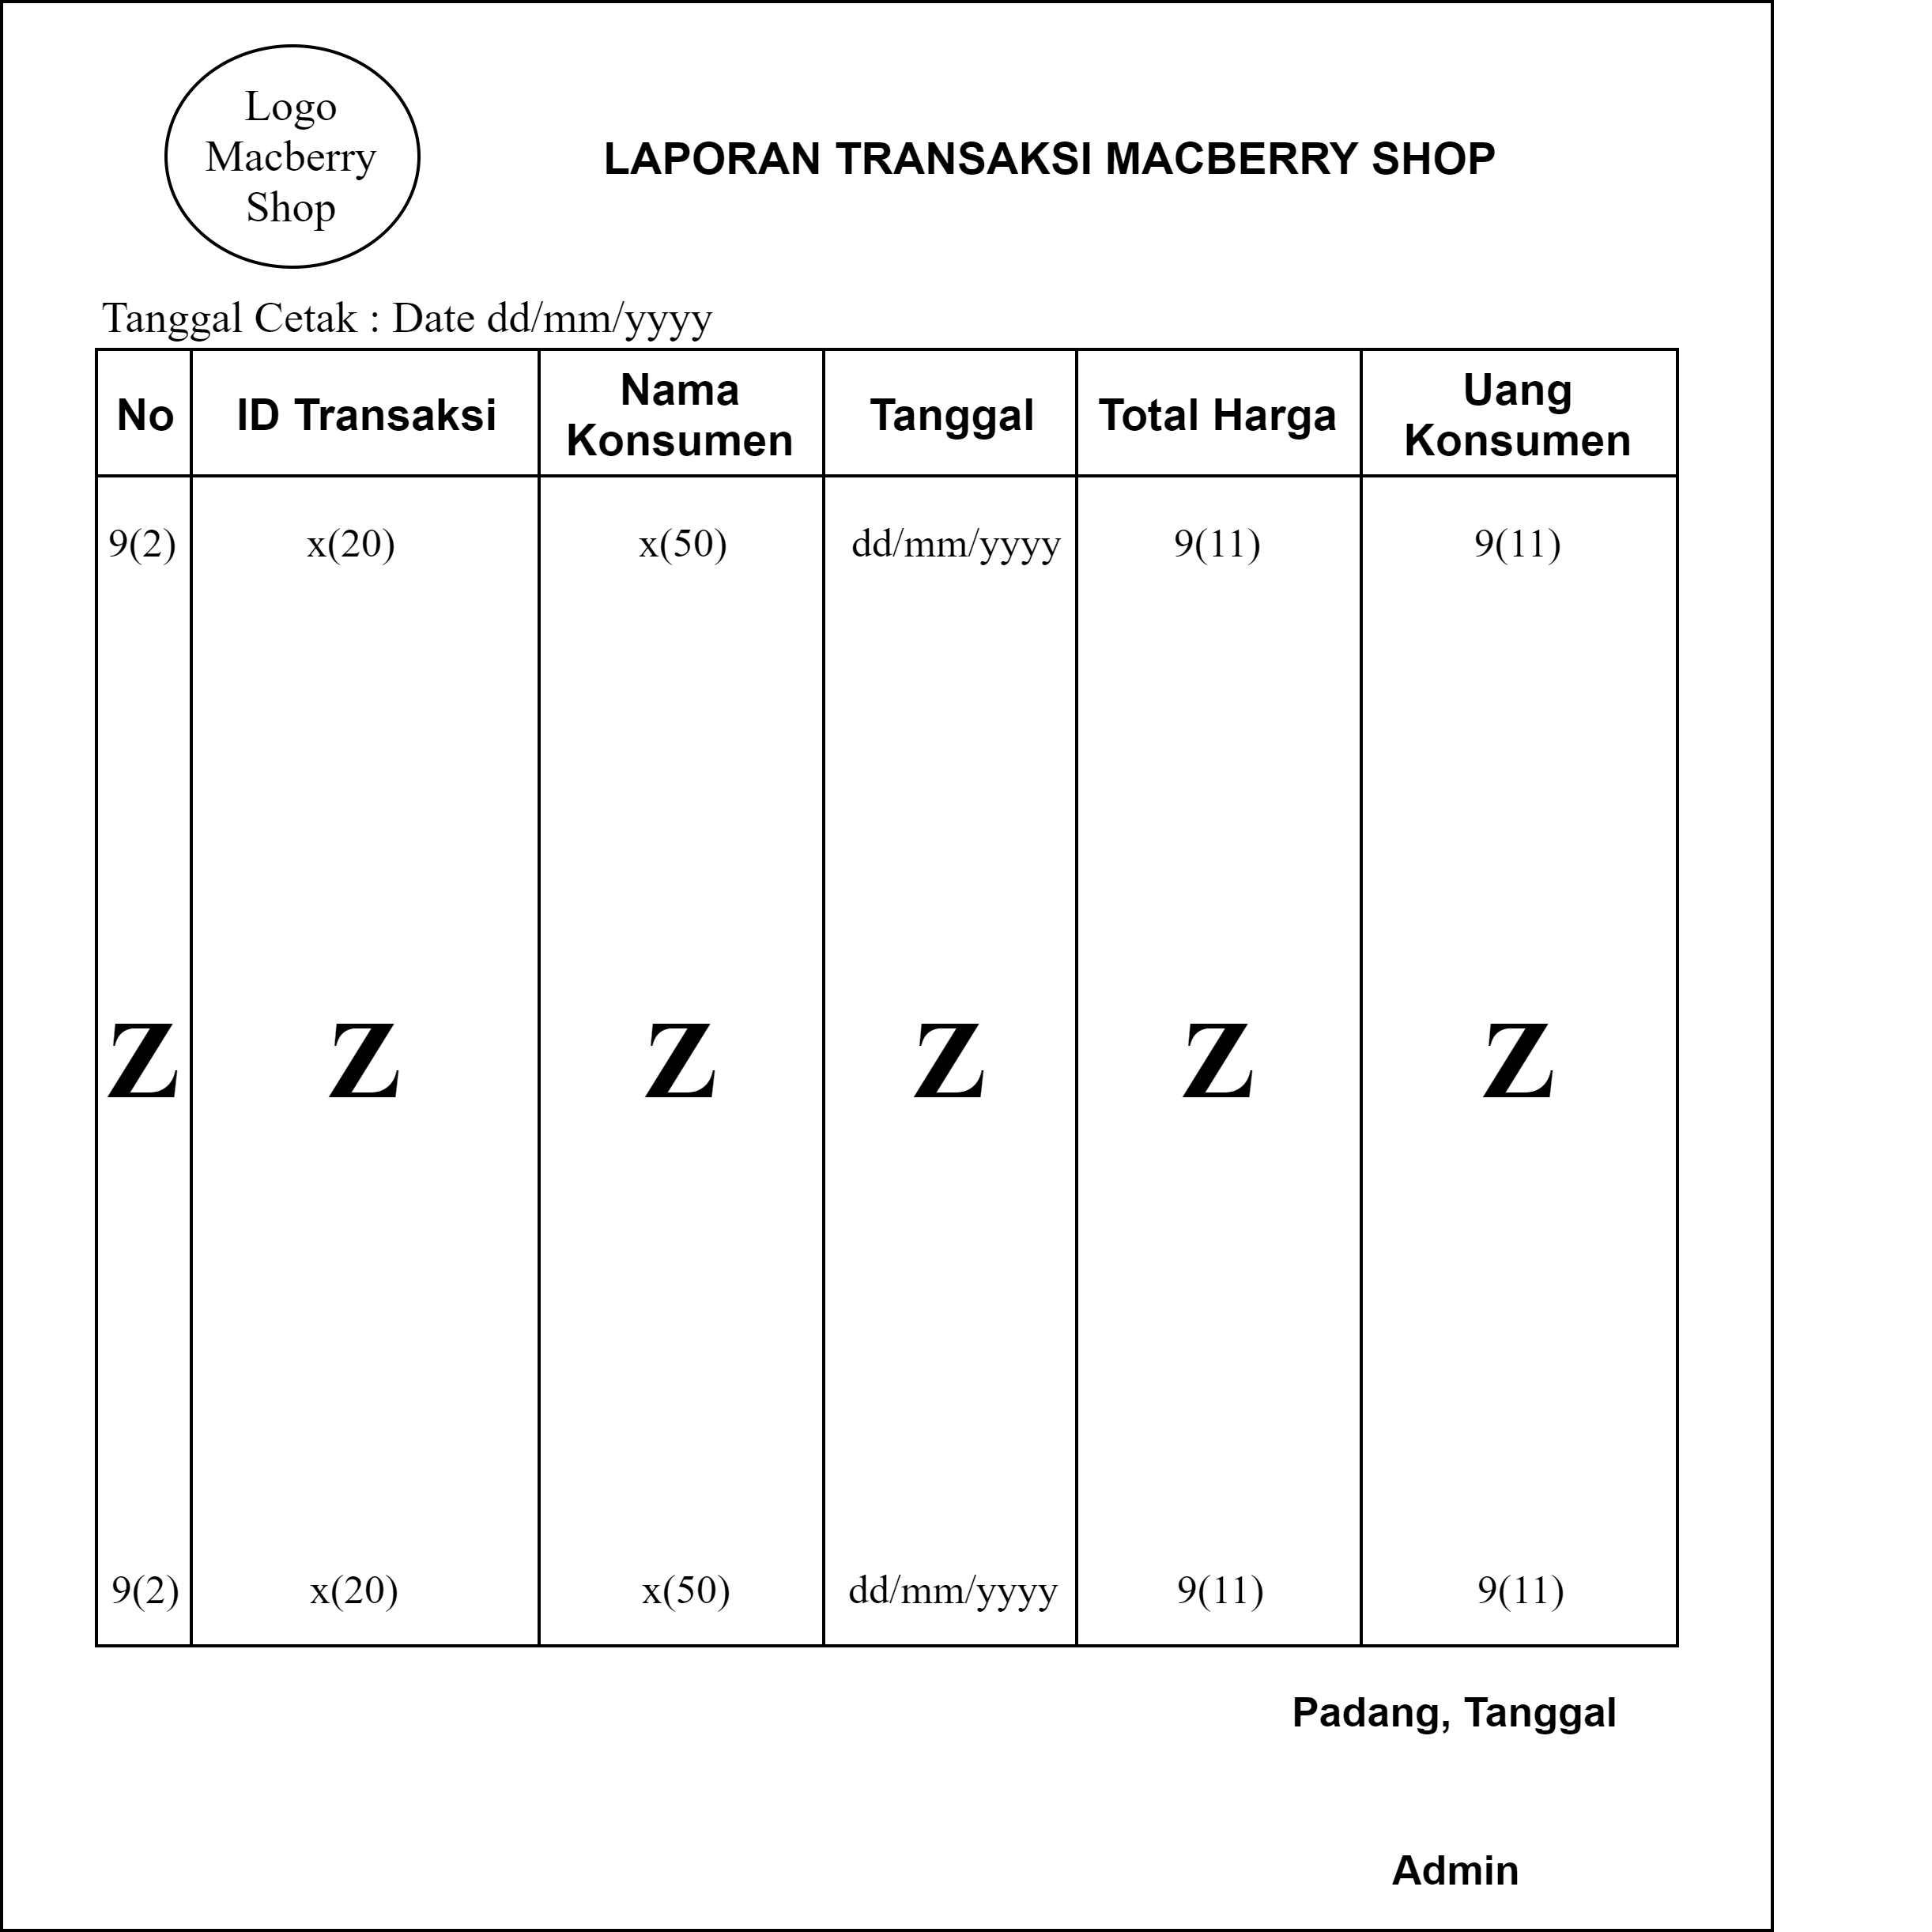 Logo
Macberry
Shop
LAPORAN TRANSAKSI MACBERRY SHOP
Tanggal Cetak : Date dd/mm/yyyy
No ID Transaksi Nama Konsumen Tanggal Total Harga Uang Konsumen
9(2) x(20) x(50) dd/mm/yyyy 9(11) 9(11)
Z Z Z Z Z Z
9(2) x(20) x(50) dd/mm/yyyy 9(11) 9(11)
Padang, Tanggal
Admin